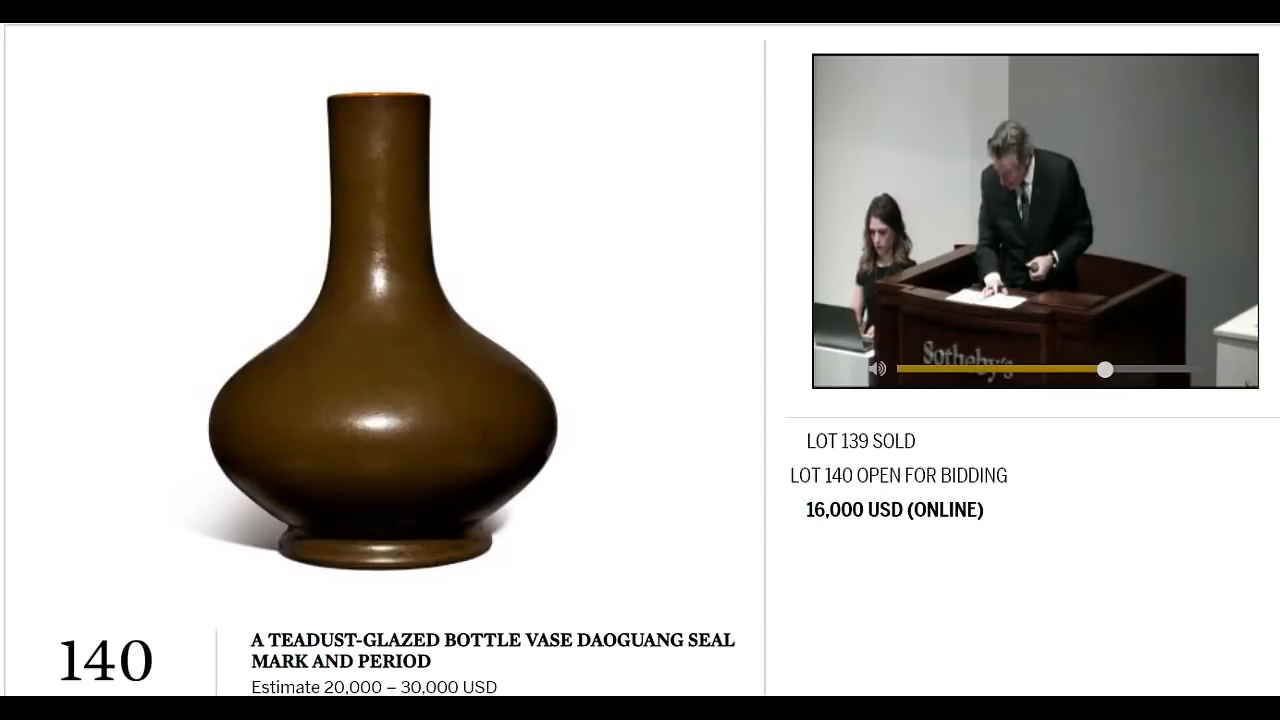 140
A TEADUST-GLAZED BOTTLE VASE DAOGUANG SEAL
MARK AND PERIOD
Estimate 20,000 – 30,000 USD
Sotheby's
LOT 139 SOLD
LOT 140 OPEN FOR BIDDING
16,000 USD (ONLINE)